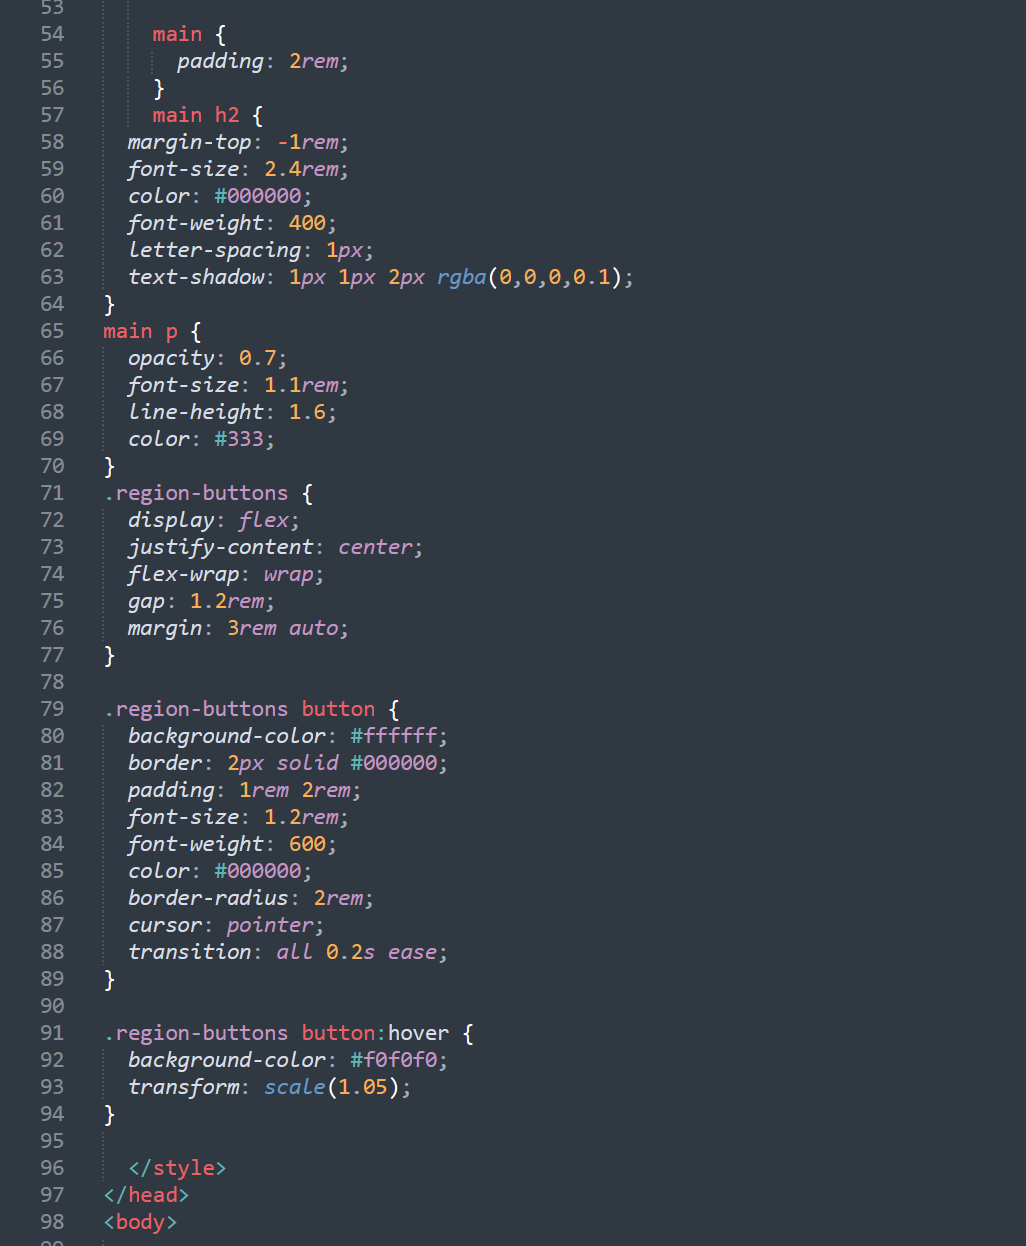 53
54 main {
55 padding: 2rem;
56 }
57 main h2 {
58 margin-top: -1rem;
59 font-size: 2.4rem;
60 color: #000000;
61 font-weight: 400;
62 letter-spacing: 1px;
63 text-shadow: 1px 1px 2px rgba(0,0,0,0.1);
64 }
65 main p {
66 opacity: 0.7;
67 font-size: 1.1rem;
68 line-height: 1.6;
69 color: #333;
70 }
71 .region-buttons {
72 display: flex;
73 justify-content: center;
74 flex-wrap: wrap;
75 gap: 1.2rem;
76 margin: 3rem auto;
77 }
78
79 .region-buttons button {
80 background-color: #ffffff;
81 border: 2px solid #000000;
82 padding: 1rem 2rem;
83 font-size: 1.2rem;
84 font-weight: 600;
85 color: #000000;
86 border-radius: 2rem;
87 cursor: pointer;
88 transition: all 0.2s ease;
89 }
90
91 .region-buttons button:hover {
92 background-color: #f0f0f0;
93 transform: scale(1.05);
94 }
95
96 </style>
97 </head>
98 <body>